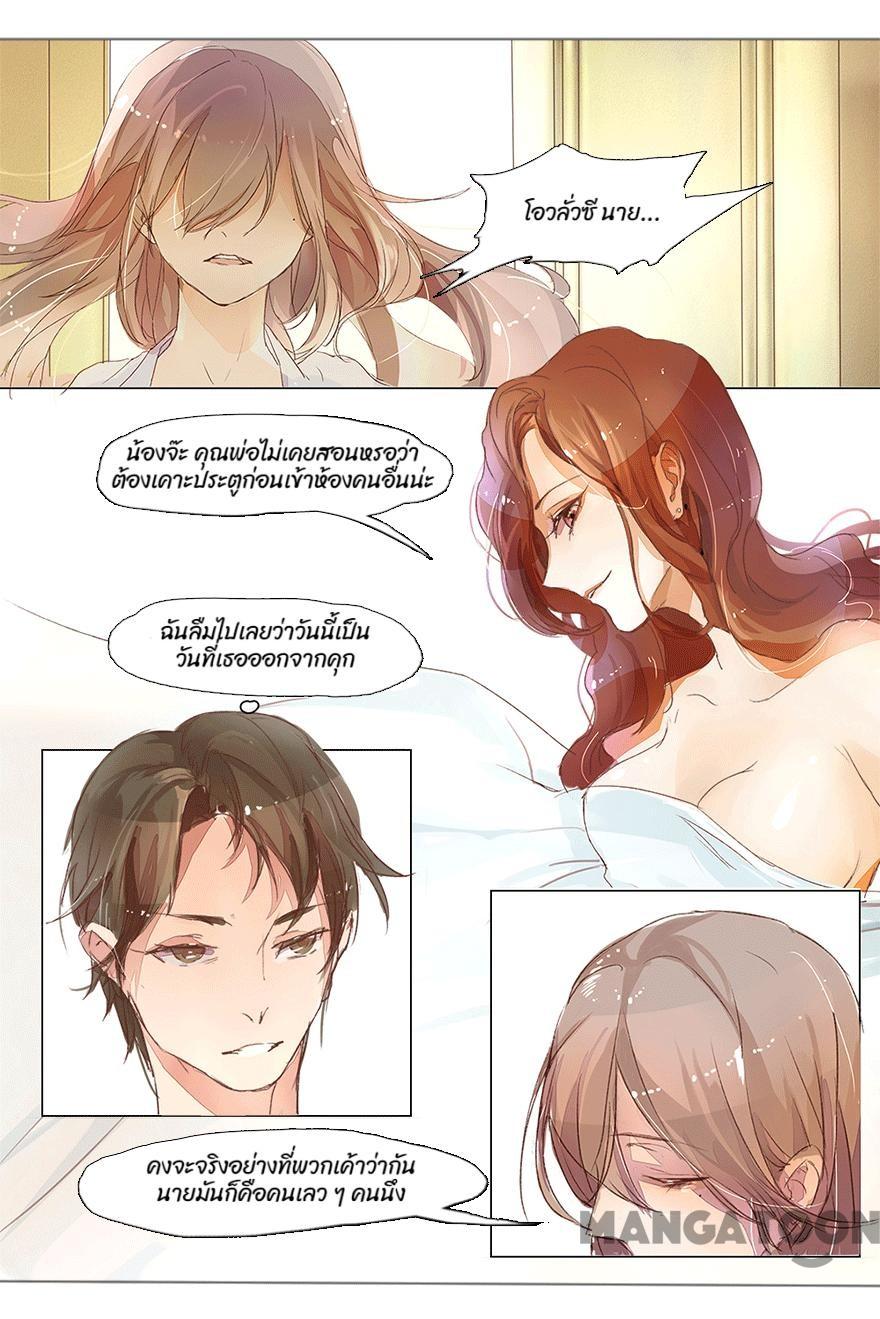 โอวลั่วซี นาย...
น้องจ๊ะ คุณพ่อไม่เคยสอนหรอว่า
ต้องเคาะประตูก่อนเข้าห้องคนอื่นน่ะ
ฉันลืมไปเลยว่าวันนี้เป็น
วันที่เธอออกจากคุก
คงจะจริงอย่างที่พวกเค้าว่ากัน
นายมันก็คือคนเลว ๆ คนนึง
MANGATOON